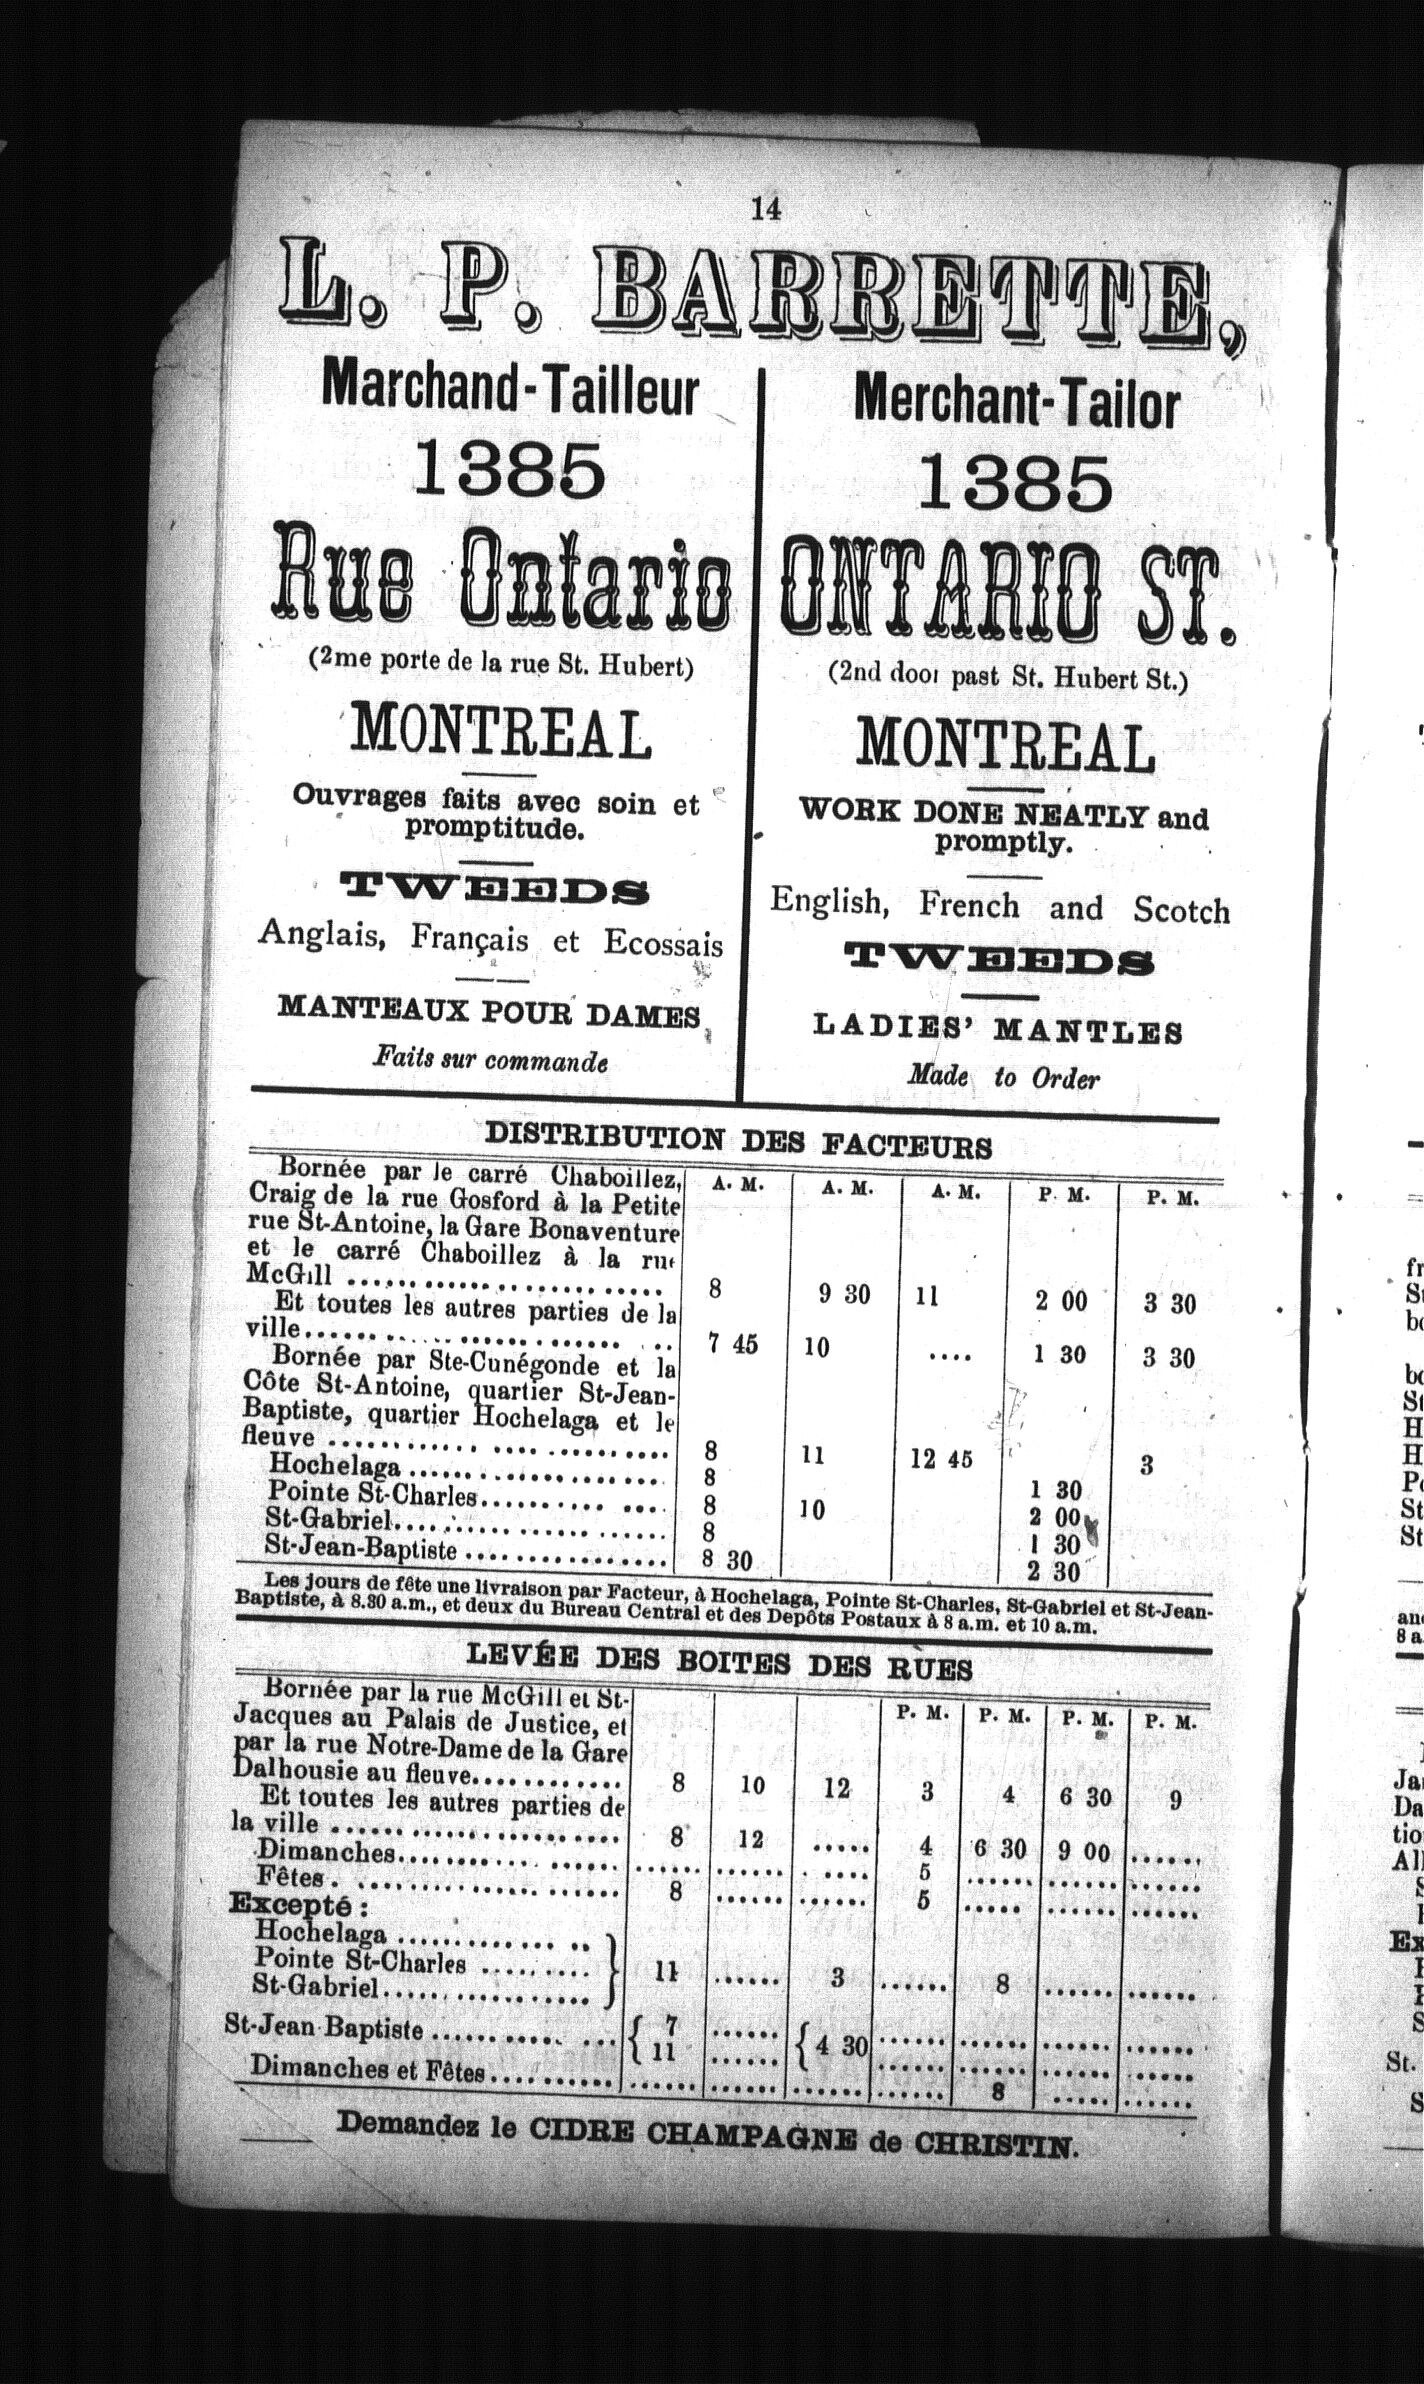 14
L. P. BARRETTE,
Marchand-Tailleur
1385
Rue Ontario
(2me porte de la rue St. Hubert)
MONTREAL
Ouvrages faits avec soin et
promptitude.
TWEEDS
Anglais, Français et Ecossais
MANTEAUX POUR DAMES
Faits sur commande
Merchant-Tailor
1385
ONTARIO ST.
(2nd door past St. Hubert St.)
MONTREAL
WORK DONE NEATLY and
promptly.
English, French and Scotch
TWEEDS
LADIES' MANTLES
Made to Order
DISTRIBUTION DES FACTEURS
A. M. A. M. A. M. P. M. P. M.
Bornée par le carré Chaboillez,
Craig de la rue Gosford à la Petite
rue St-Antoine, la Gare Bonaventure
et le carré Chaboillez à la rue
McGill .............................. 8 9 30 11 2 00 3 30
Et toutes les autres parties de la
ville.............................. 7 45 10 .... 1 30 3 30
Bornée par Ste-Cunégonde et la
Côte St-Antoine, quartier St-Jean-
Baptiste, quartier Hochelaga et le
fleuve .............................. 8 11 12 45 3
Hochelaga ........................ 8 1 30
Pointe St-Charles.............. 8 10 2 00
St-Gabriel........................ 8 1 30
St-Jean-Baptiste ................ 8 30 2 30
Les jours de fête une livraison par Facteur, à Hochelaga, Pointe St-Charles, St-Gabriel et St-Jean-
Baptiste, à 8.30 a.m., et deux du Bureau Central et des Depôts Postaux à 8 a.m. et 10 a.m.
LEVÉE DES BOITES DES RUES
P. M. P. M. P. M. P. M.
Bornée par la rue McGill et St-
Jacques au Palais de Justice, et
par la rue Notre-Dame de la Gare
Dalhousie au fleuve............. 8 10 12 3 4 6 30 9
Et toutes les autres parties de
la ville ......................... 8 12 ..... 4 6 30 9 00 ......
Dimanches.................... ...... ...... ..... 5 ...... ...... ......
Fêtes. ......................... 8 ...... ...... 5 ..... ...... ......
Excepté :
Hochelaga ................ ..
Pointe St-Charles ..........
St-Gabriel................... } 11 ...... 3 ...... 8 ...... ......
St-Jean-Baptiste ................ { 7 ...... { 4 30 ...... ...... ...... ......
11 ...... ...... ...... ...... ......
Dimanches et Fêtes........... ...... ...... ...... ...... 8 ..... ......
Demandez le CIDRE CHAMPAGNE de CHRISTIN.